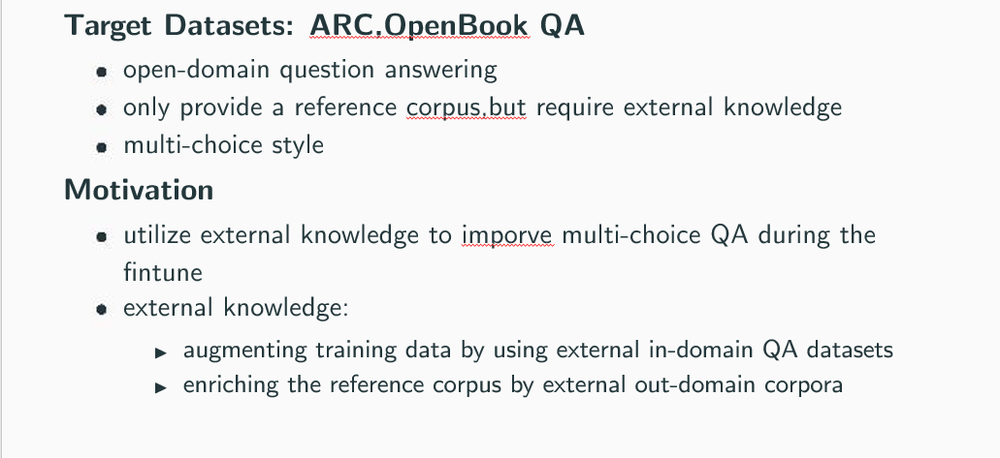 Target Datasets: ARC,OpenBook QA
● open-domain question answering
● only provide a reference corpus,but require external knowledge
● multi-choice style
Motivation
● utilize external knowledge to imporve multi-choice QA during the
fintune
● external knowledge:
▶ augmenting training data by using external in-domain QA datasets
▶ enriching the reference corpus by external out-domain corpora